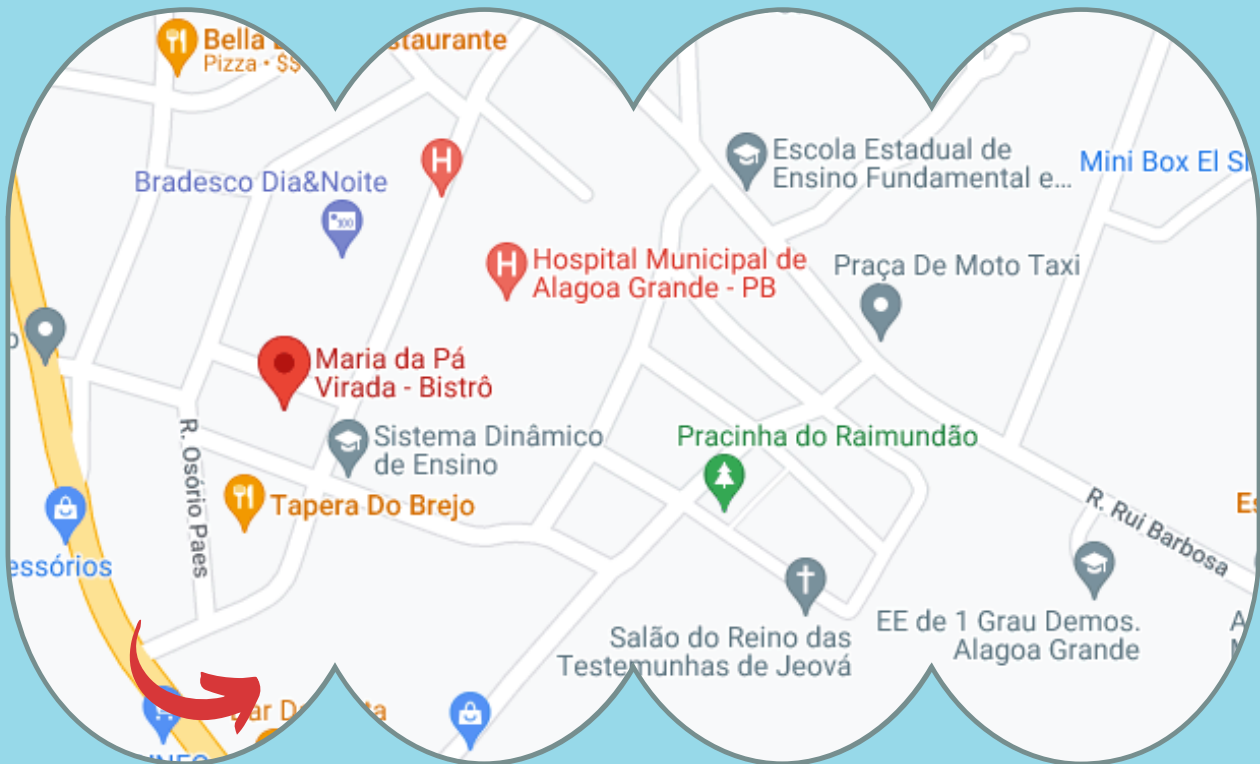 Bella
staurante
Pizza • $$
Escola Estadual de
Ensino Fundamental e...
Mini Box El
Bradesco Dia&Noite
Hospital Municipal de
Alagoa Grande - PB
Praça De Moto Taxi
Maria da Pá
Virada - Bistrô
Sistema Dinâmico
de Ensino
Pracinha do Raimundão
R. Osório Paes
Tapera Do Brejo
R. Rui Barbosa
essórios
EE de 1 Grau Demos.
Alagoa Grande
Salão do Reino das
Testemunhas de Jeová